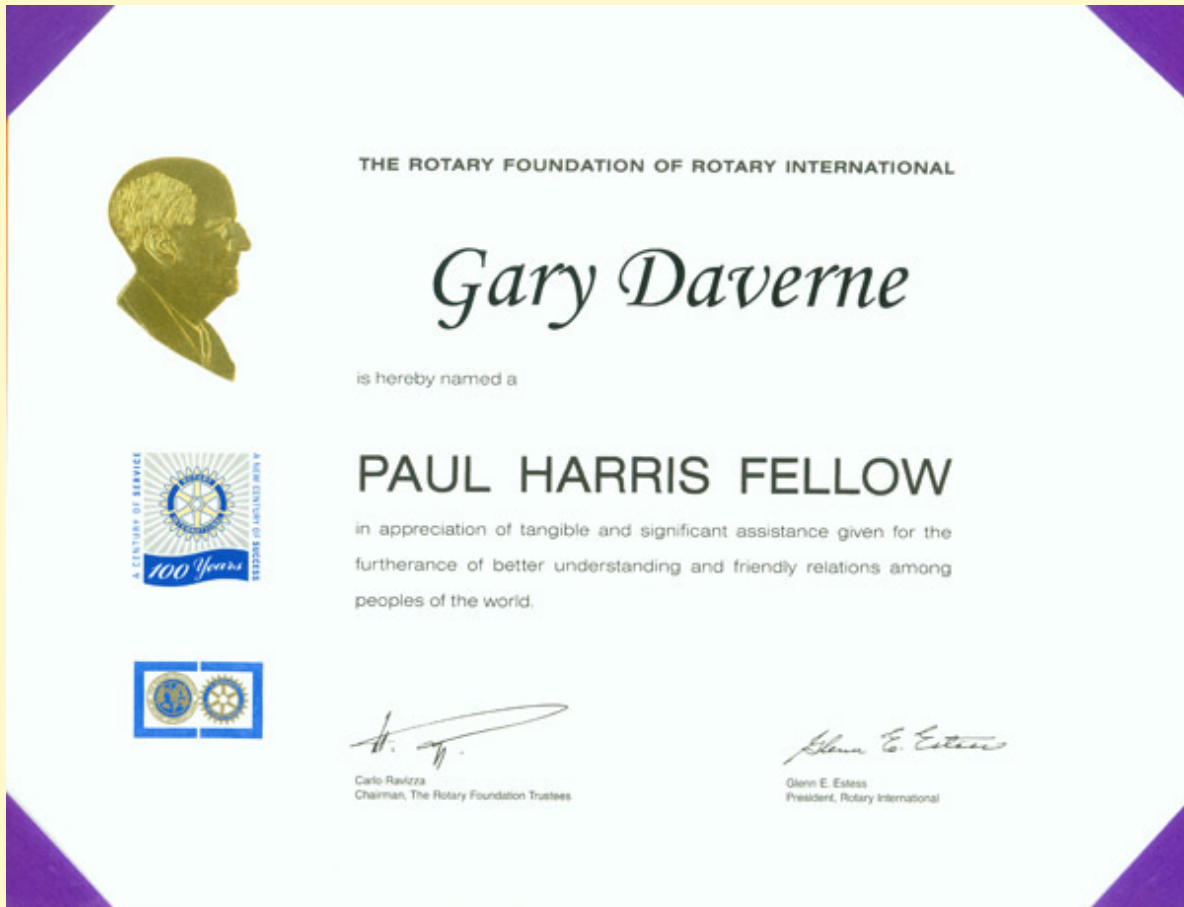 THE ROTARY FOUNDATION OF ROTARY INTERNATIONAL
Gary Daverne
is hereby named a
PAUL HARRIS FELLOW
in appreciation of tangible and significant assistance given for the
furtherance of better understanding and friendly relations among
peoples of the world.
A CENTURY OF SERVICE
ROTARY
INTERNATIONAL
A NEW CENTURY OF SUCCESS
100 Years
Glenn E. Estess
Carlo Ravizza
Chairman, The Rotary Foundation Trustees
Glenn E. Estess
President, Rotary International